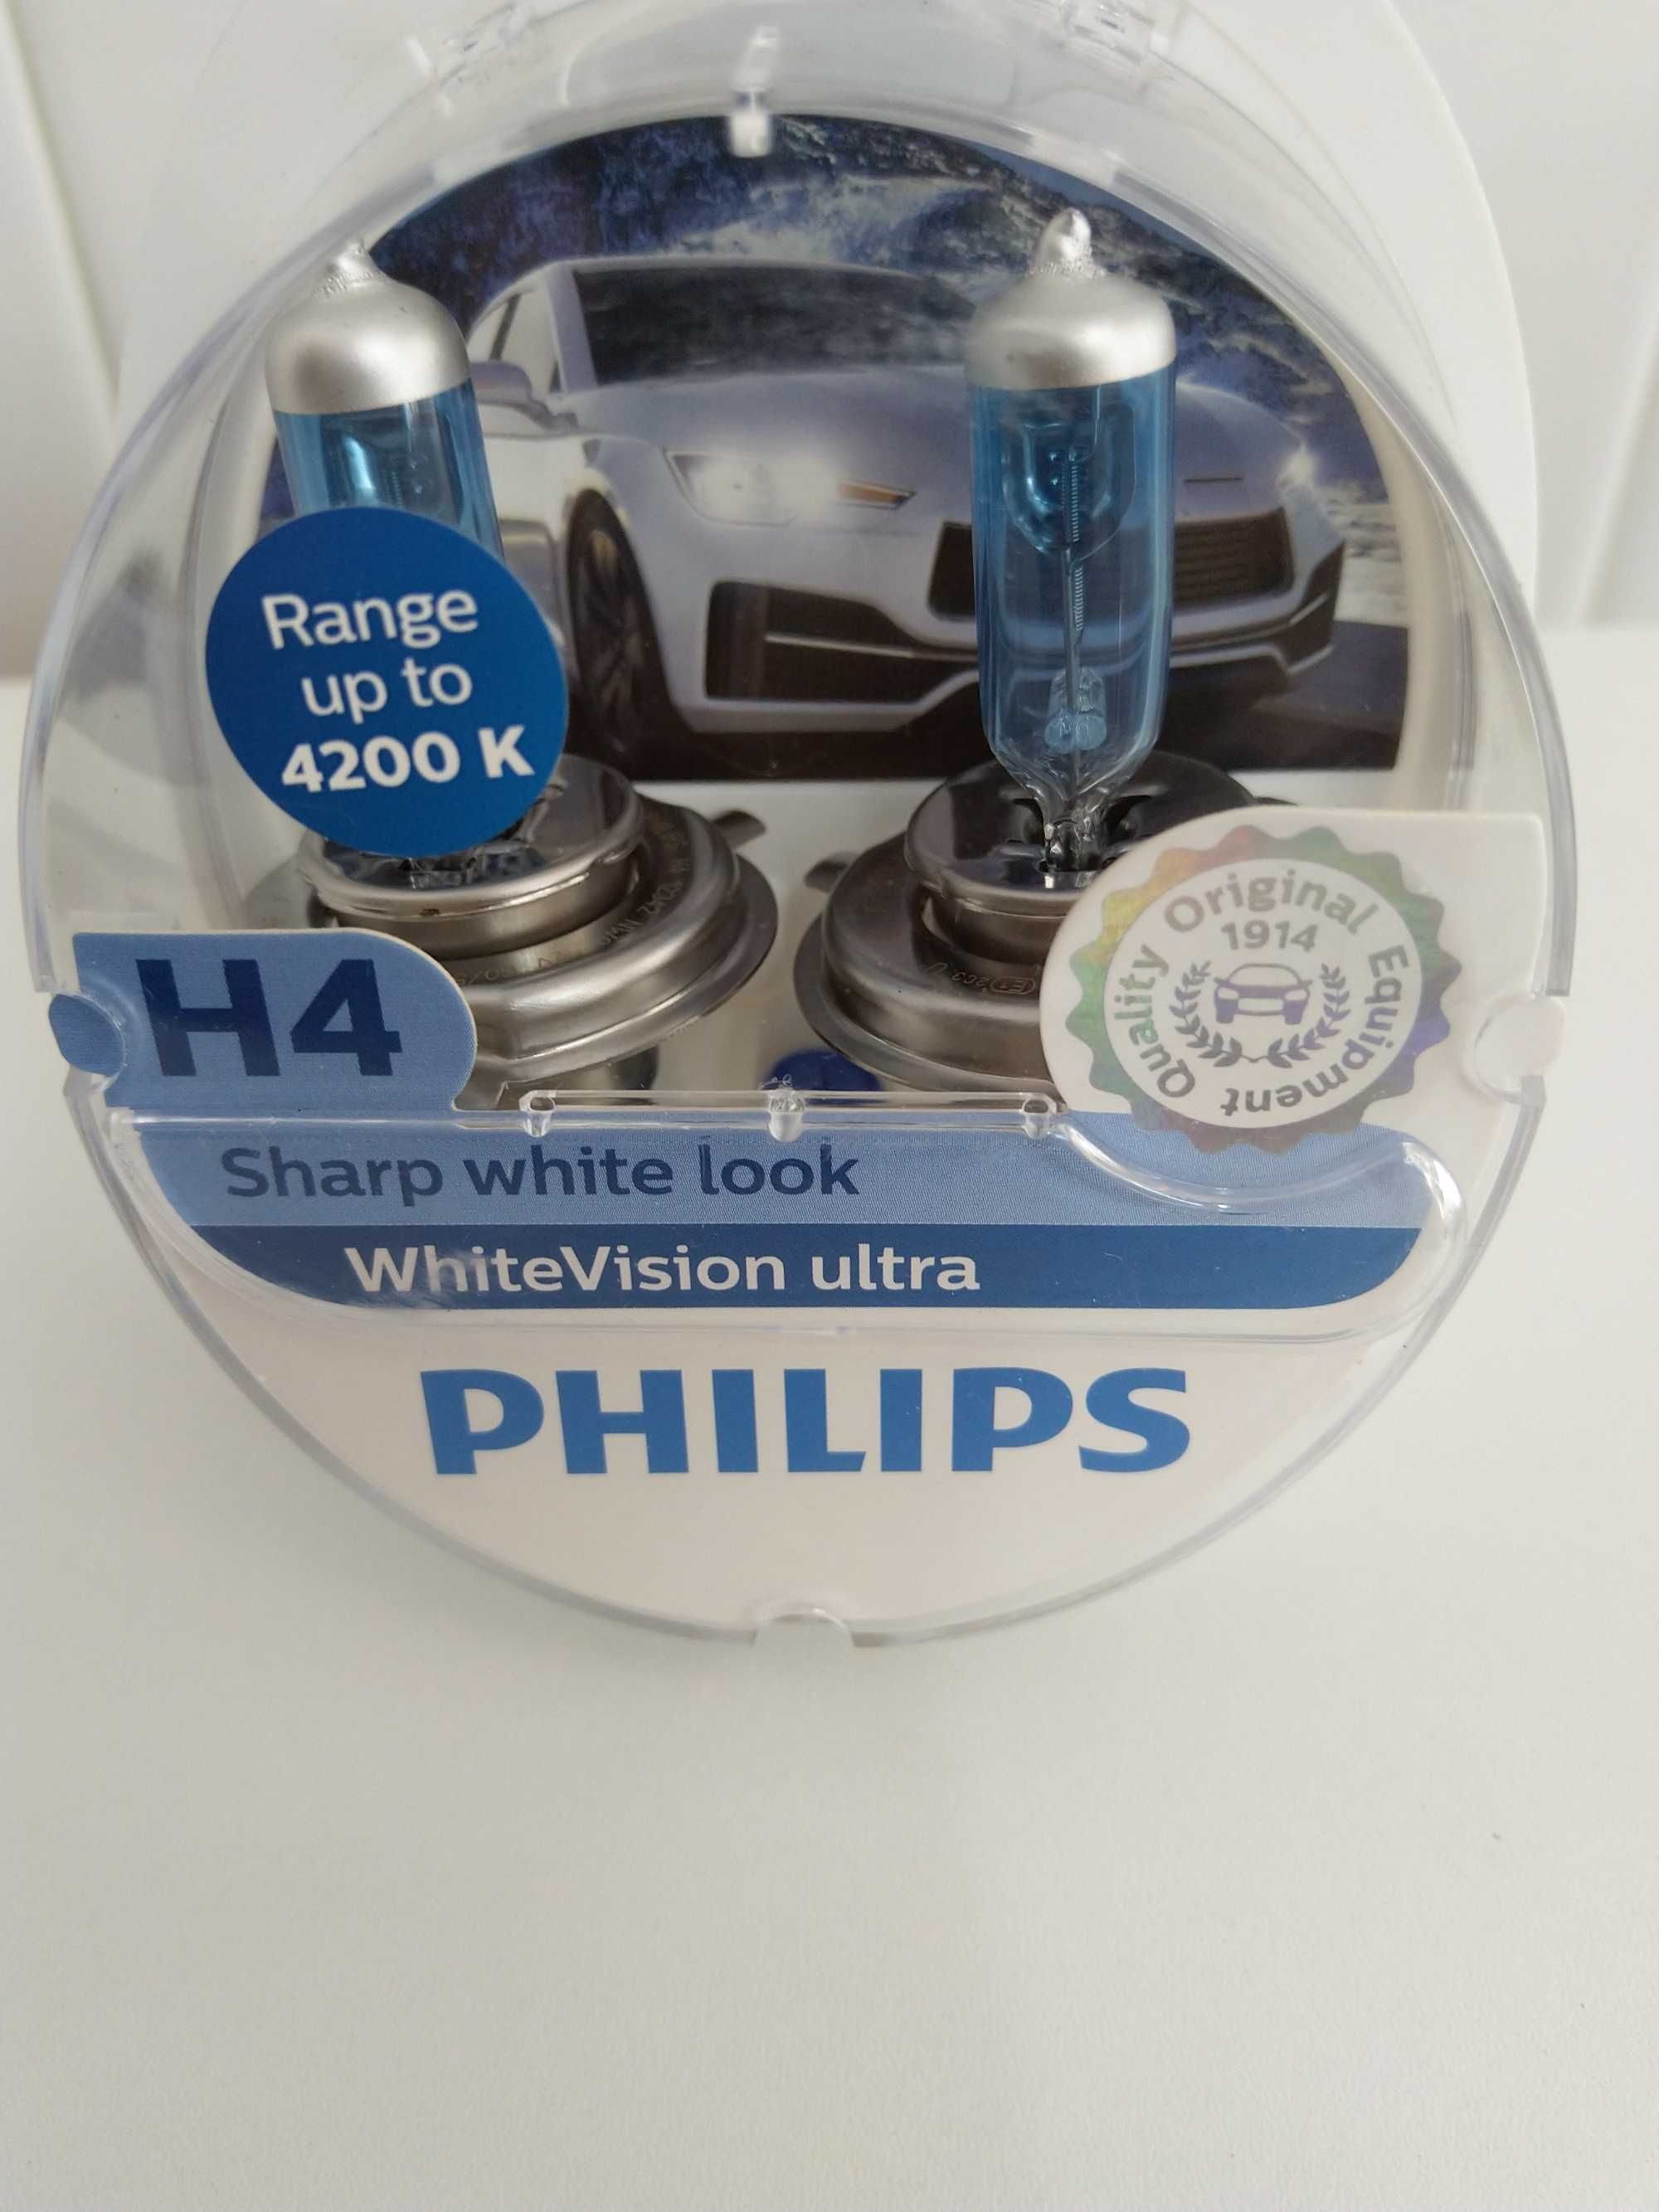 Range
up to
4200 K
H4
Original Equipment Quality
1914
Sharp white look
WhiteVision ultra
PHILIPS